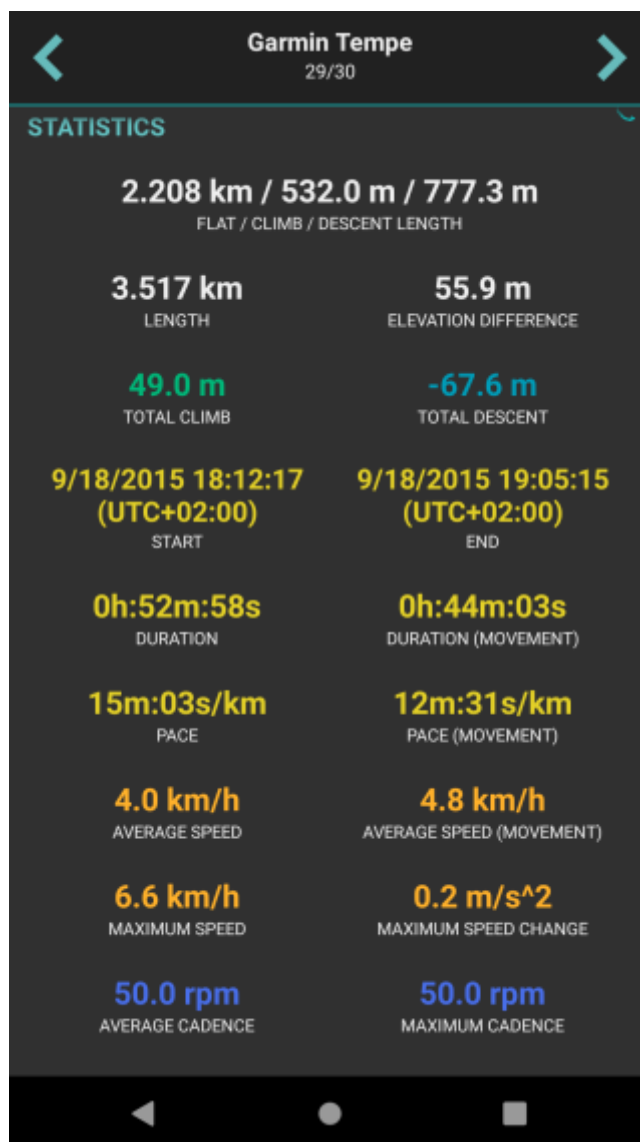 Garmin Tempe
29/30
STATISTICS
2.208 km / 532.0 m / 777.3 m
FLAT / CLIMB / DESCENT LENGTH
3.517 km 55.9 m
LENGTH ELEVATION DIFFERENCE
49.0 m -67.6 m
TOTAL CLIMB TOTAL DESCENT
9/18/2015 18:12:17 9/18/2015 19:05:15
(UTC+02:00) (UTC+02:00)
START END
0h:52m:58s 0h:44m:03s
DURATION DURATION (MOVEMENT)
15m:03s/km 12m:31s/km
PACE PACE (MOVEMENT)
4.0 km/h 4.8 km/h
AVERAGE SPEED AVERAGE SPEED (MOVEMENT)
6.6 km/h 0.2 m/s^2
MAXIMUM SPEED MAXIMUM SPEED CHANGE
50.0 rpm 50.0 rpm
AVERAGE CADENCE MAXIMUM CADENCE